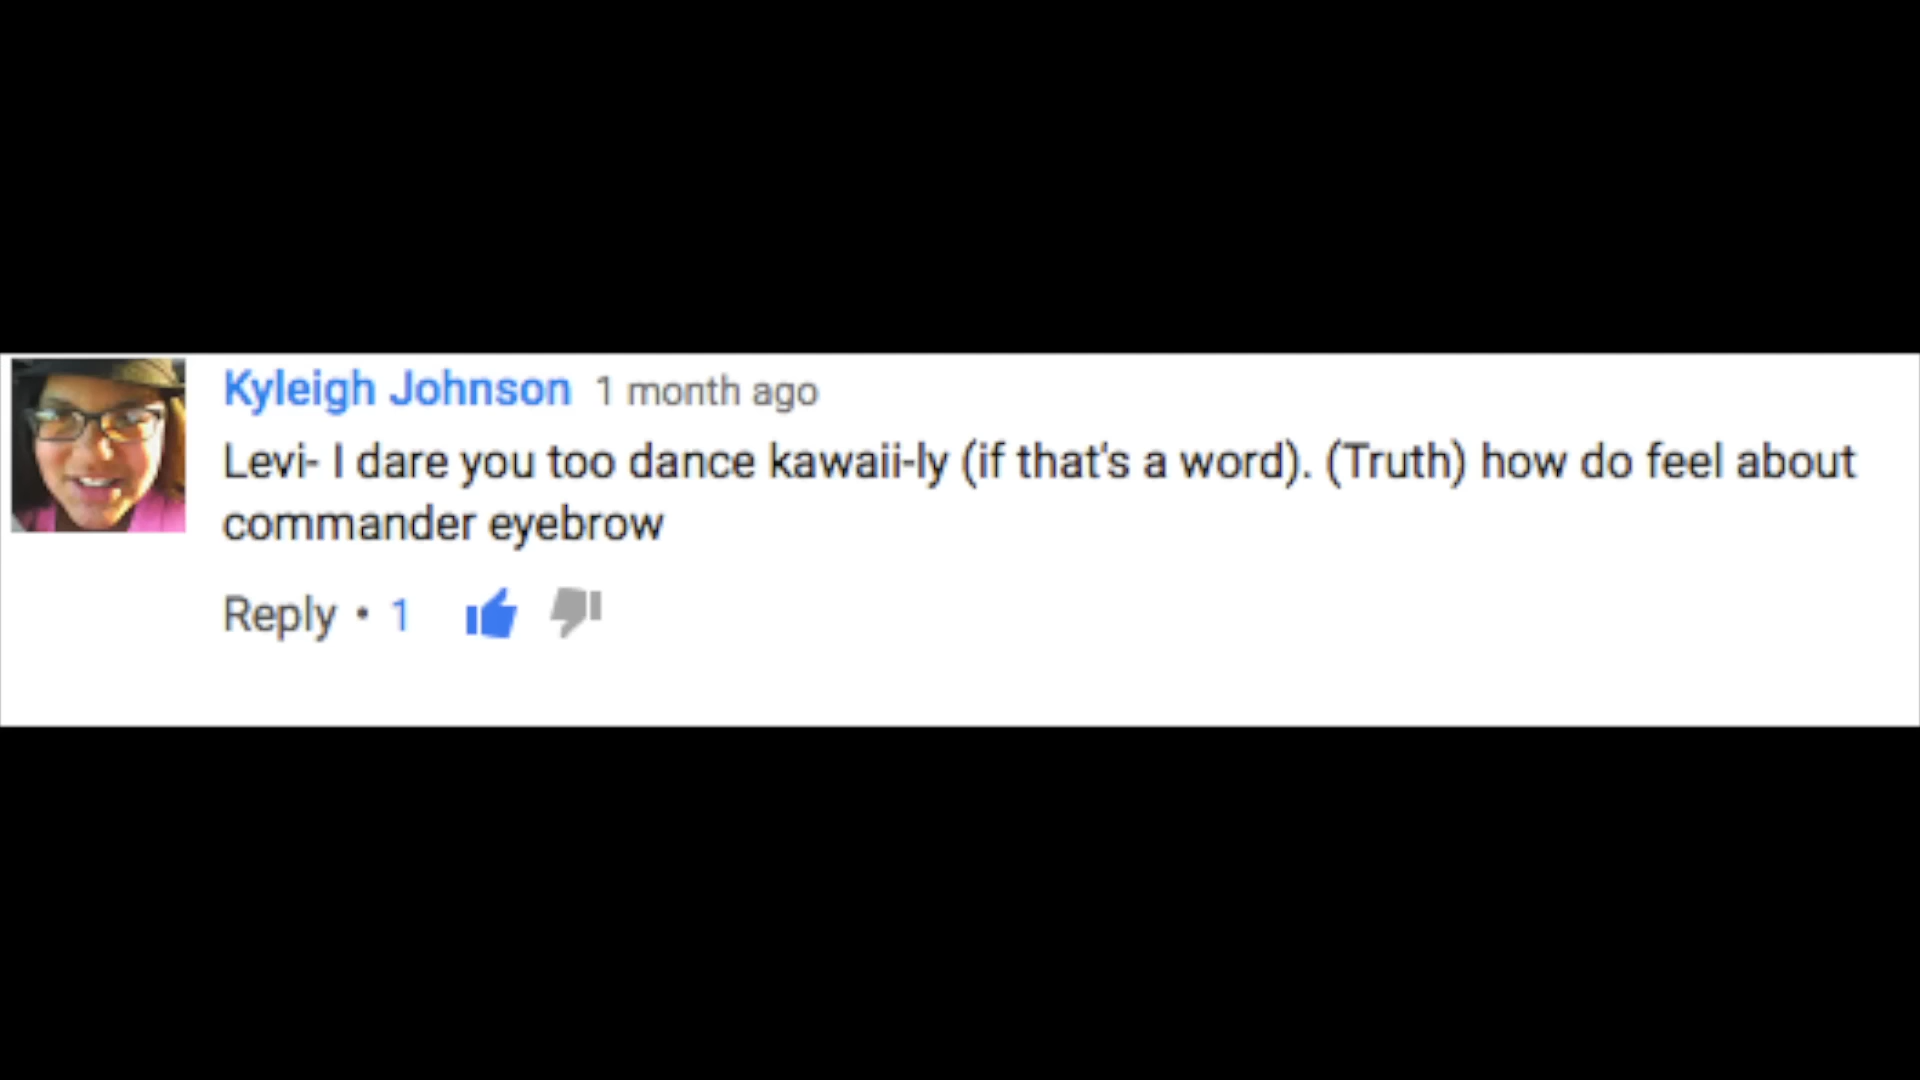 Kyleigh Johnson 1 month ago
Levi- I dare you too dance kawaii-ly (if that's a word). (Truth) how do feel about
commander eyebrow
Reply • 1